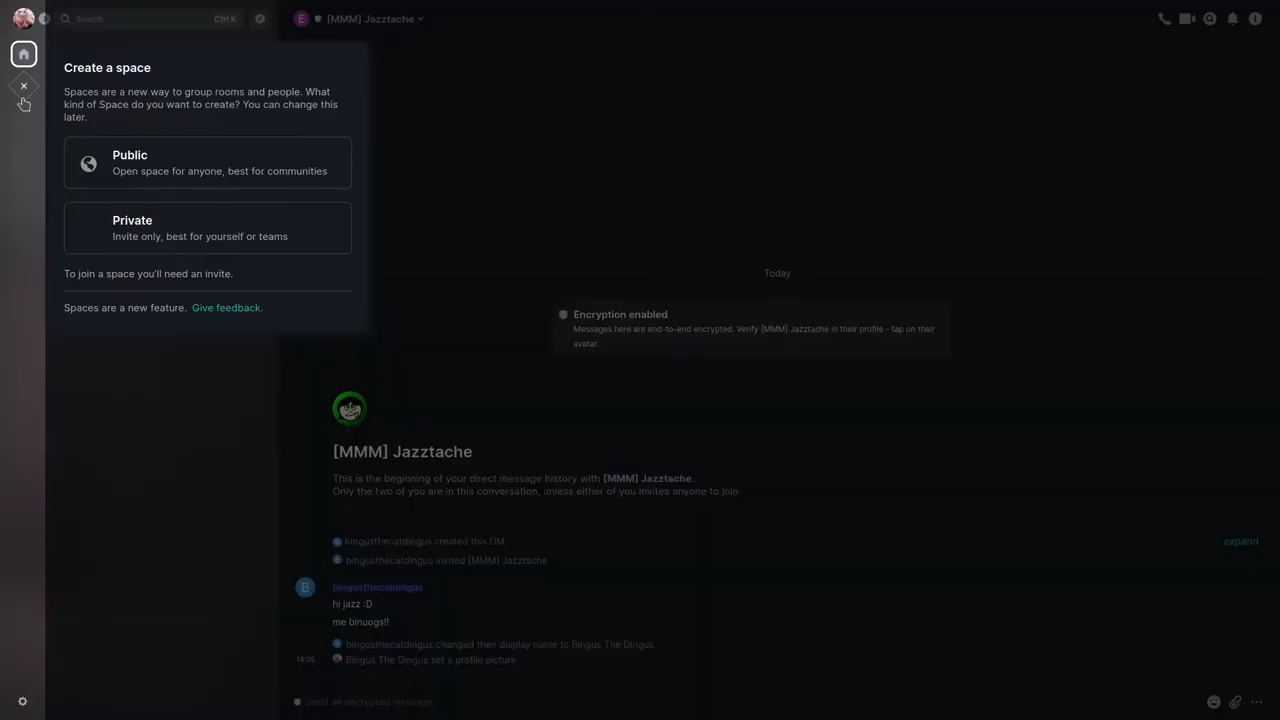 Search
Ctrl K
E
[MMM] Jazztache
Create a space
Spaces are a new way to group rooms and people. What
kind of Space do you want to create? You can change this
later.
Public
Open space for anyone, best for communities
Private
Invite only, best for yourself or teams
To join a space you'll need an invite.
Spaces are a new feature. Give feedback.
Today
Encryption enabled
Messages here are end-to-end encrypted. Verify [MMM] Jazztache in their profile - tap on their
avatar.
[MMM] Jazztache
This is the beginning of your direct message history with [MMM] Jazztache.
Only the two of you are in this conversation, unless either of you invites anyone to join.
bingusthecatdingus created this DM.
expand
bingusthecatdingus invited [MMM] Jazztache
B
bingusthecatdingus
hi jazz :D
me binuogs!!
bingusthecatdingus changed their display name to Bingus The Dingus
16:35
Bingus The Dingus set a profile picture
Send an encrypted message...